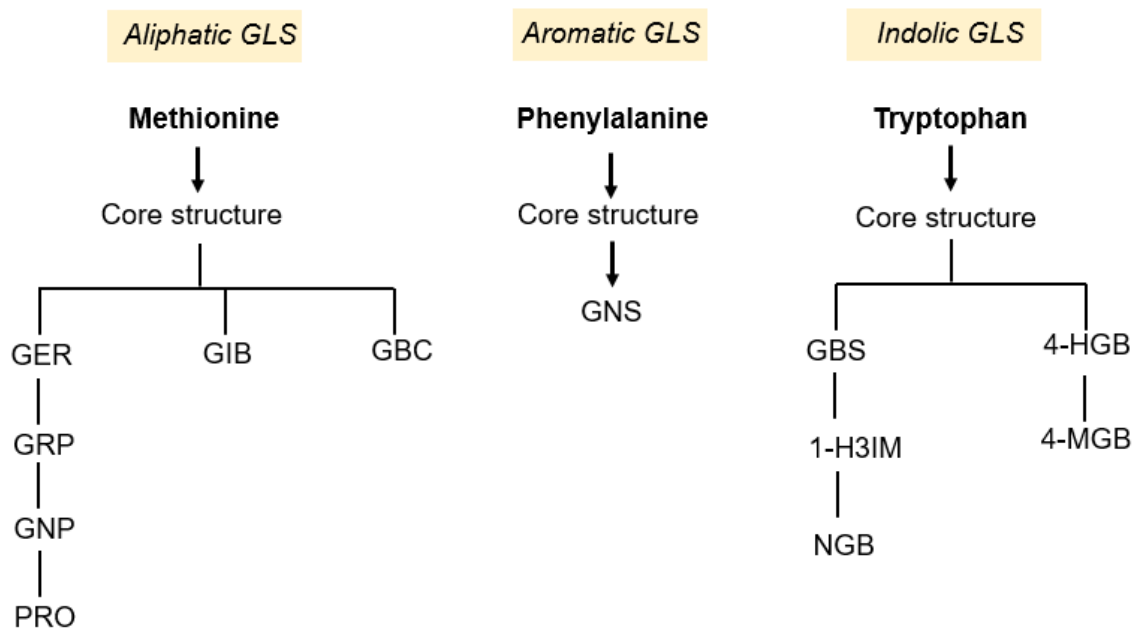 Aliphatic GLS
Aromatic GLS
Indolic GLS
Methionine
Phenylalanine
Tryptophan
Core structure
Core structure
Core structure
GNS
GER
GIB
GBC
GBS
4-HGB
GRP
1-H3IM
4-MGB
GNP
NGB
PRO